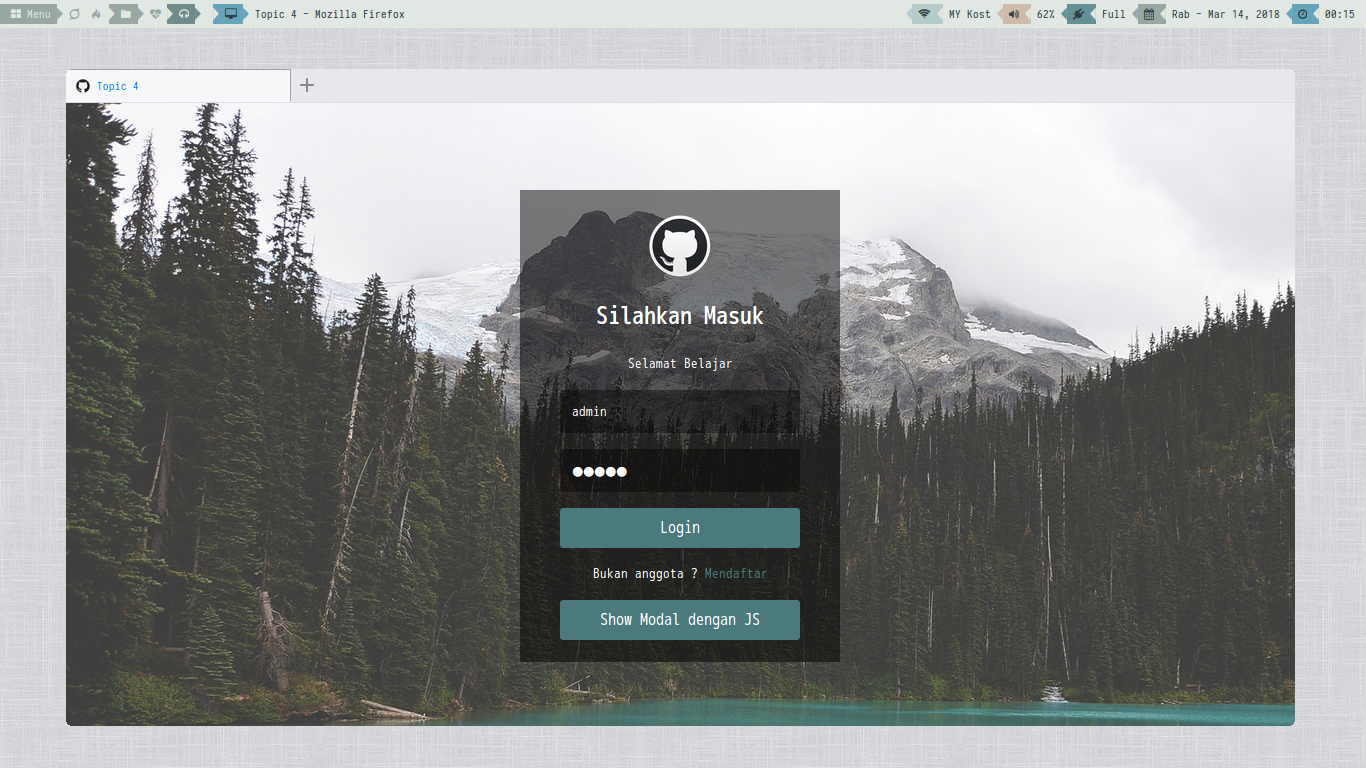 Menu
Topic 4 - Mozilla Firefox
MY Kost
62%
Full
Rab - Mar 14, 2018
00:15
Topic 4
Silahkan Masuk
Selamat Belajar
admin
●●●●●
Login
Bukan anggota ? Mendaftar
Show Modal dengan JS